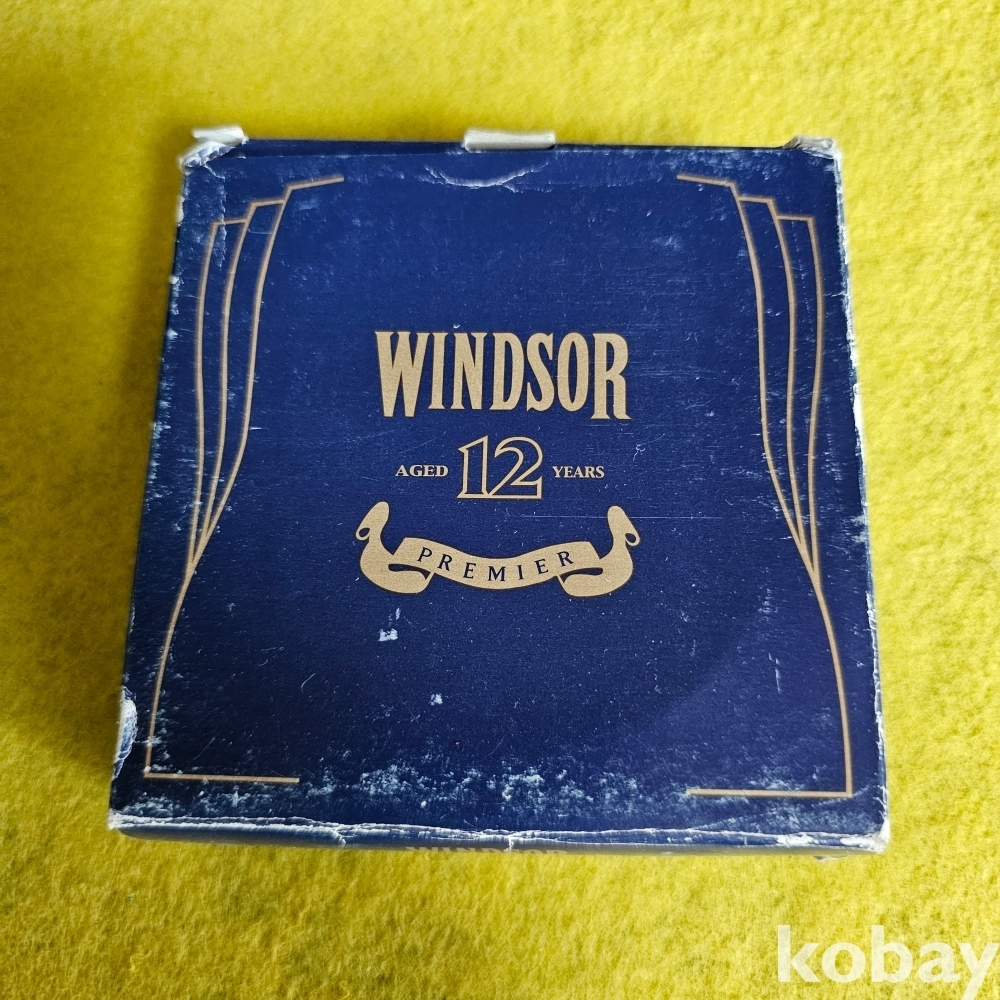 WINDSOR
AGED 12 YEARS
PREMIER
kobay